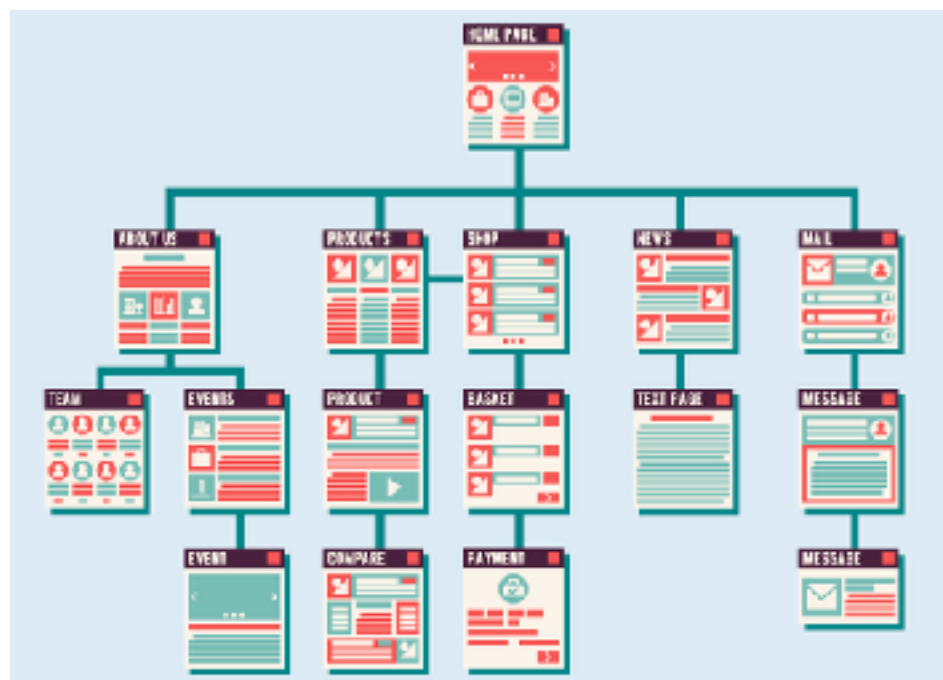 HOME PAGE
ABOUT US
PRODUCTS
SHOP
NEWS
MAIL
TEAM
EVENTS
PRODUCT
BASKET
TEXT PAGE
MESSAGE
EVENT
COMPARE
PAYMENT
MESSAGE